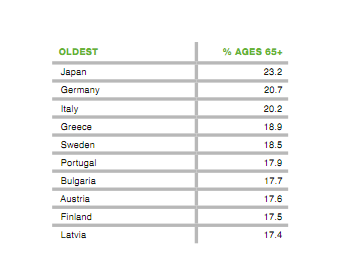 OLDEST % AGES 65+
Japan 23.2
Germany 20.7
Italy 20.2
Greece 18.9
Sweden 18.5
Portugal 17.9
Bulgaria 17.7
Austria 17.6
Finland 17.5
Latvia 17.4